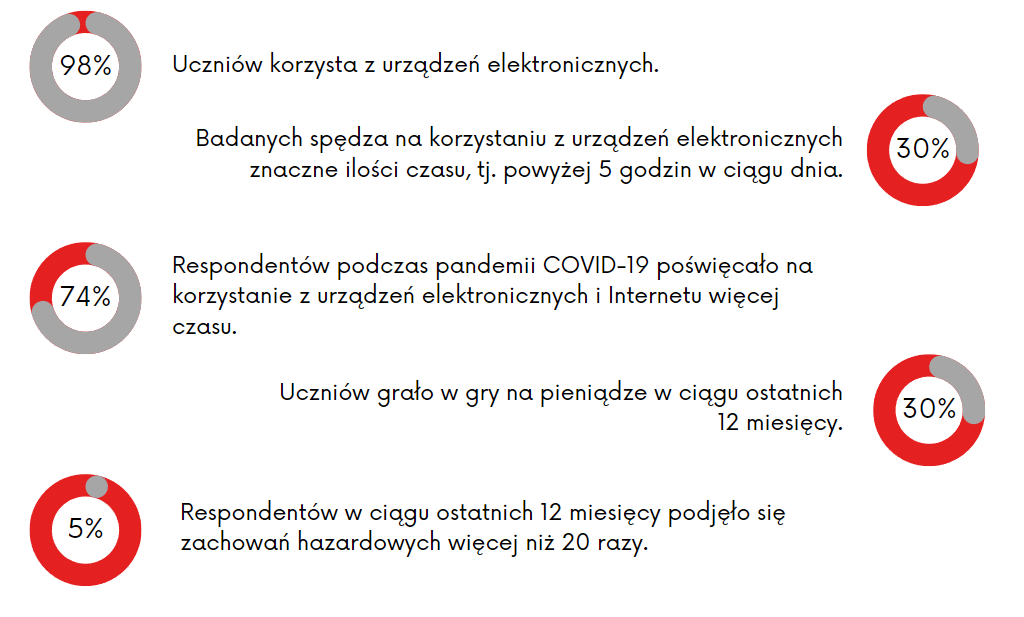 98%
Uczniów korzysta z urządzeń elektronicznych.
Badanych spędza na korzystaniu z urządzeń elektronicznych
znaczne ilości czasu, tj. powyżej 5 godzin w ciągu dnia.
30%
74%
Respondentów podczas pandemii COVID-19 poświęcało na
korzystanie z urządzeń elektronicznych i Internetu więcej
czasu.
Uczniów grało w gry na pieniądze w ciągu ostatnich
12 miesięcy.
30%
5%
Respondentów w ciągu ostatnich 12 miesięcy podjęło się
zachowań hazardowych więcej niż 20 razy.